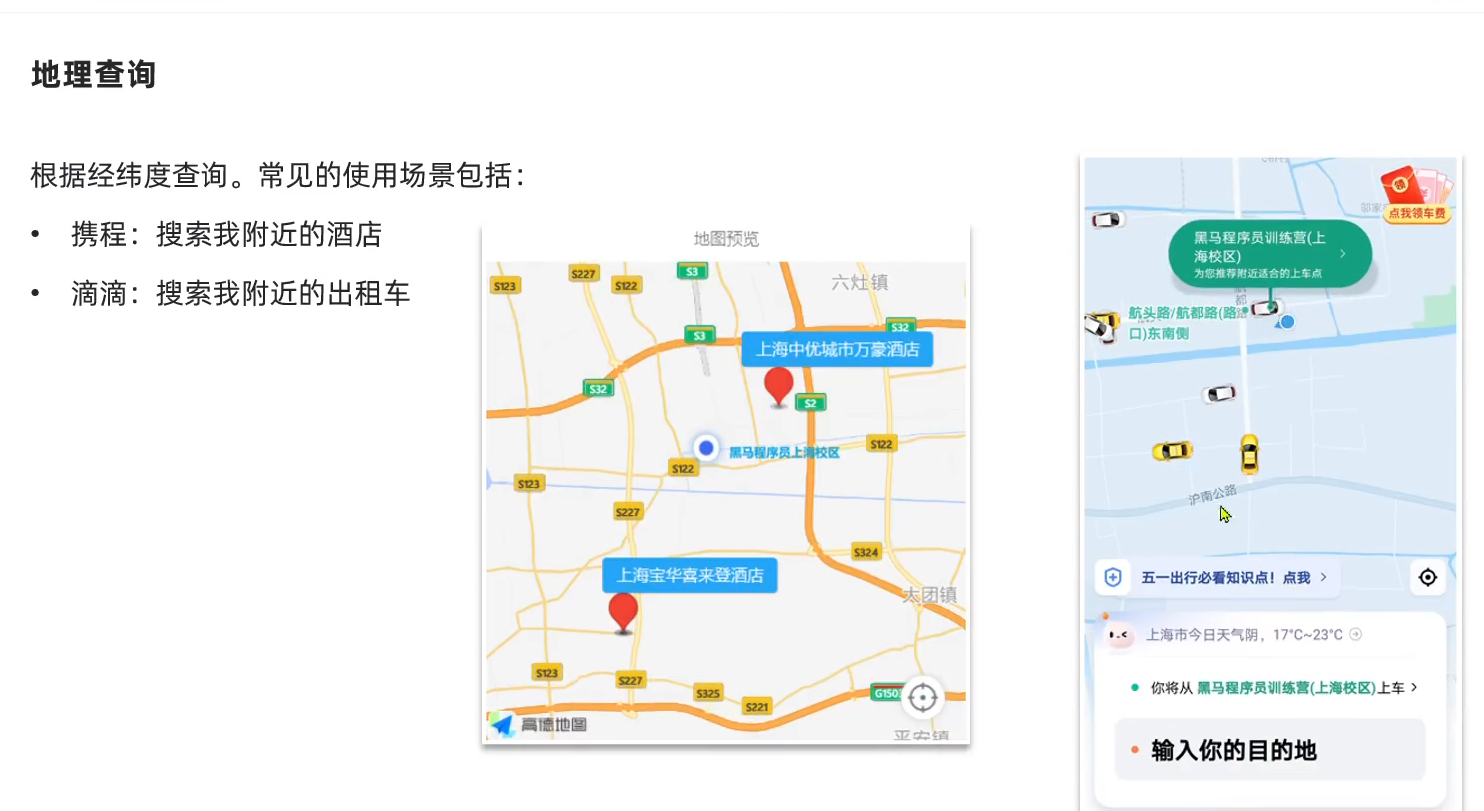 地理查询
根据经纬度查询。常见的使用场景包括：
• 携程：搜索我附近的酒店
• 滴滴：搜索我附近的出租车
地图预览
S123
S227
S122
S3
六灶镇
S3
S32
上海中优城市万豪酒店
S32
S2
黑马程序员上海校区
S122
S122
S123
S227
S324
上海宝华喜来登酒店
大团镇
S123
S227
S325
S221
G1503
高德地图
平安镇
点我领车费
黑马程序员训练营(上
海校区)
为您推荐附近适合的上车点
航头路/航都路(路
口)东南侧
沪南公路
五一出行必看知识点！点我
上海市今日天气阴，17°C~23°C
你将从 黑马程序员训练营(上海校区)上车
输入你的目的地